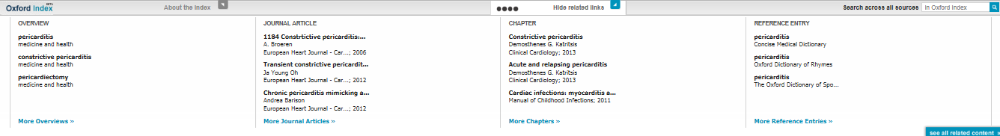 Oxford Index BETA
About the Index
Hide related links
Search across all sources
in Oxford Index
OVERVIEW
pericarditis
medicine and health
constrictive pericarditis
medicine and health
pericardiectomy
medicine and health
More Overviews »
JOURNAL ARTICLE
1184 Constrtictive pericarditis:...
A. Broeren
European Heart Journal - Car...; 2006
Transient constrictive pericardit...
Ja Young Oh
European Heart Journal - Car...; 2012
Chronic pericarditis mimicking a...
Andrea Barison
European Heart Journal - Car...; 2012
More Journal Articles »
CHAPTER
Constrictive pericarditis
Demosthenes G. Katritsis
Clinical Cardiology; 2013
Acute and relapsing pericarditis
Demosthenes G. Katritsis
Clinical Cardiology; 2013
Cardiac infections: myocarditis a...
Manual of Childhood Infections; 2011
More Chapters »
REFERENCE ENTRY
pericarditis
Concise Medical Dictionary
pericarditis
Oxford Dictionary of Rhymes
pericarditis
The Oxford Dictionary of Spo...
More Reference Entries »
see all related content »